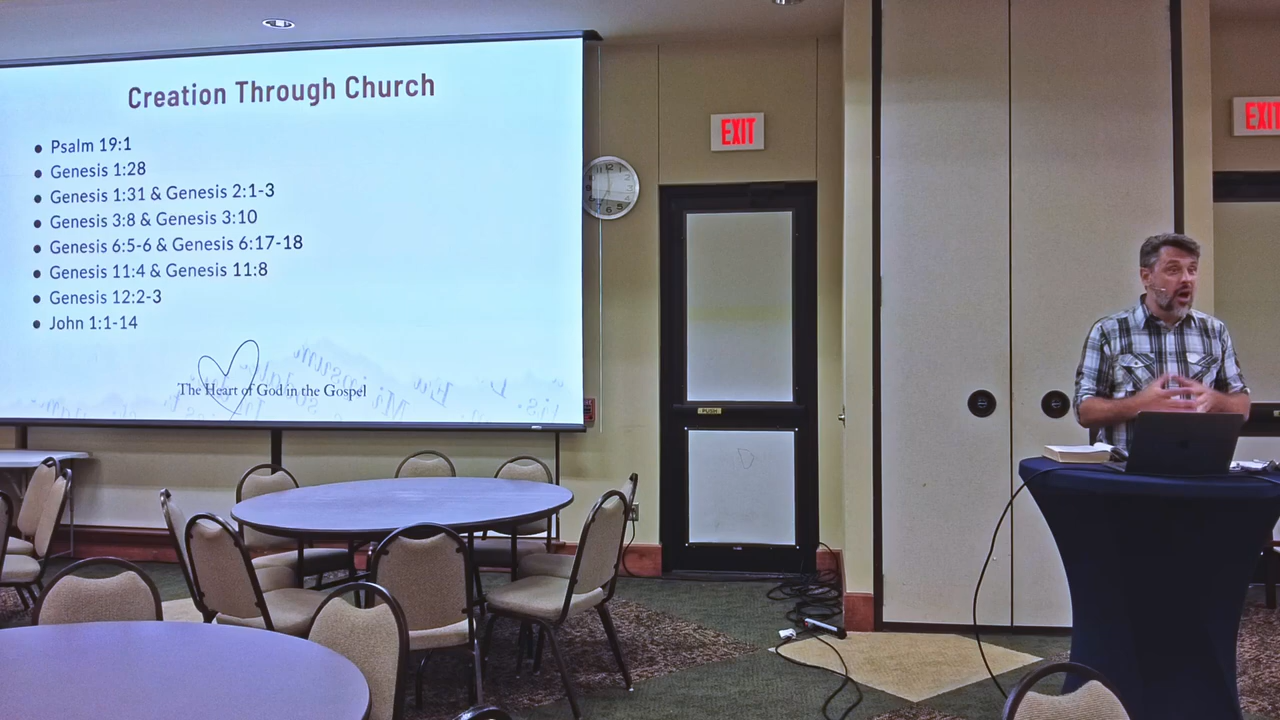 Creation Through Church
Psalm 19:1
Genesis 1:28
Genesis 1:31 & Genesis 2:1-3
Genesis 3:8 & Genesis 3:10
Genesis 6:5-6 & Genesis 6:17-18
Genesis 11:4 & Genesis 11:8
Genesis 12:2-3
John 1:1-14
The Heart of God in the Gospel
EXIT
EXIT
PUSH